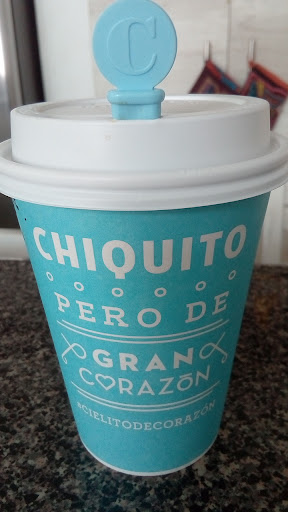 C
CHIQUITO
PERO DE
GRAN
CORAZÓN
#CIELITODECORAZÓN